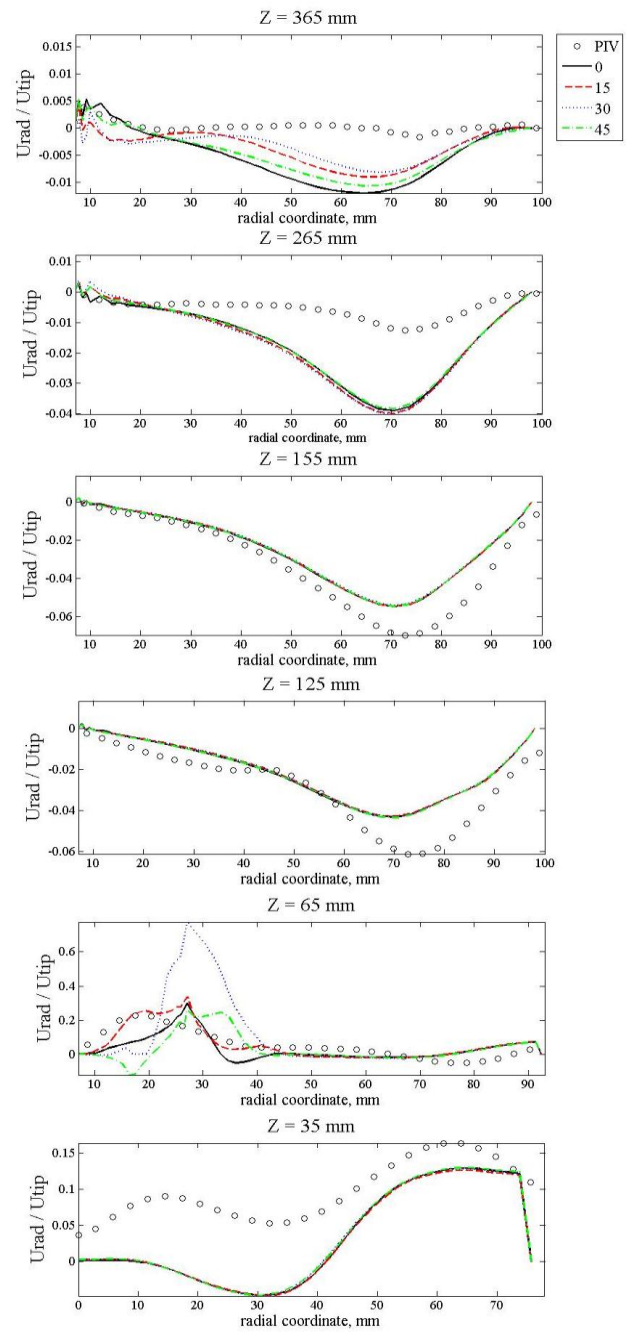 Z = 365 mm
Urad / Utip
0.015
0.01
0.005
0
-0.005
-0.01
10 20 30 40 50 60 70 80 90 100
radial coordinate, mm
PIV
0
15
30
45
Z = 265 mm
Urad / Utip
0.01
0
-0.01
-0.02
-0.03
-0.04
10 20 30 40 50 60 70 80 90 100
radial coordinate, mm
Z = 155 mm
Urad / Utip
0
-0.02
-0.04
-0.06
10 20 30 40 50 60 70 80 90 100
radial coordinate, mm
Z = 125 mm
Urad / Utip
0
-0.02
-0.04
-0.06
10 20 30 40 50 60 70 80 90 100
radial coordinate, mm
Z = 65 mm
Urad / Utip
0.6
0.4
0.2
0
10 20 30 40 50 60 70 80 90
radial coordinate, mm
Z = 35 mm
Urad / Utip
0.15
0.1
0.05
0
0 10 20 30 40 50 60 70
radial coordinate, mm